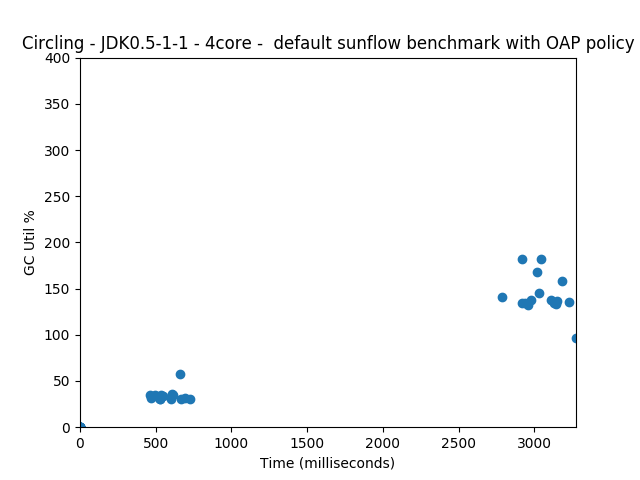 Circling - JDK0.5-1-1 - 4core -  default sunflow benchmark with OAP policy
400
350
300
250
200
150
100
50
0
GC Util %
0 500 1000 1500 2000 2500 3000
Time (milliseconds)